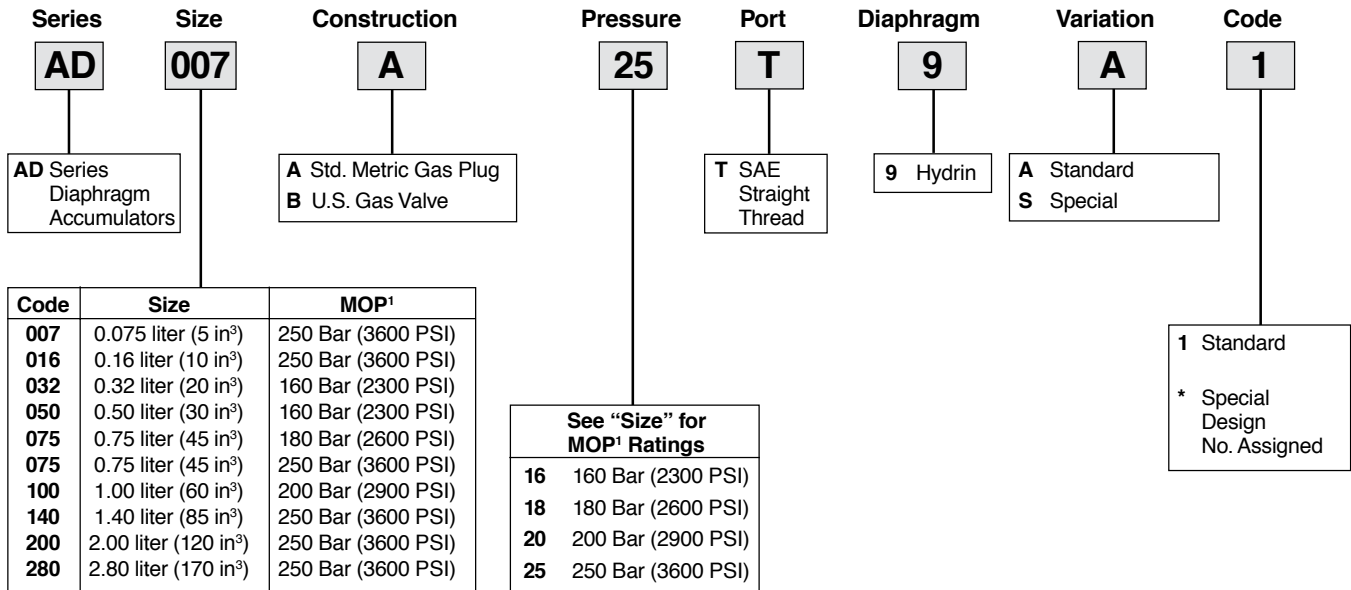 Series Size Construction Pressure Port Diaphragm Variation Code
AD 007 A 25 T 9 A 1
AD Series
Diaphragm
Accumulators
A Std. Metric Gas Plug
B U.S. Gas Valve
T SAE
Straight
Thread
9 Hydrin
A Standard
S Special
Code Size MOP¹
007 0.075 liter (5 in³) 250 Bar (3600 PSI)
016 0.16 liter (10 in³) 250 Bar (3600 PSI)
032 0.32 liter (20 in³) 160 Bar (2300 PSI)
050 0.50 liter (30 in³) 160 Bar (2300 PSI)
075 0.75 liter (45 in³) 180 Bar (2600 PSI)
075 0.75 liter (45 in³) 250 Bar (3600 PSI)
100 1.00 liter (60 in³) 200 Bar (2900 PSI)
140 1.40 liter (85 in³) 250 Bar (3600 PSI)
200 2.00 liter (120 in³) 250 Bar (3600 PSI)
280 2.80 liter (170 in³) 250 Bar (3600 PSI)
See “Size” for
MOP¹ Ratings
16 160 Bar (2300 PSI)
18 180 Bar (2600 PSI)
20 200 Bar (2900 PSI)
25 250 Bar (3600 PSI)
1 Standard
* Special
Design
No. Assigned